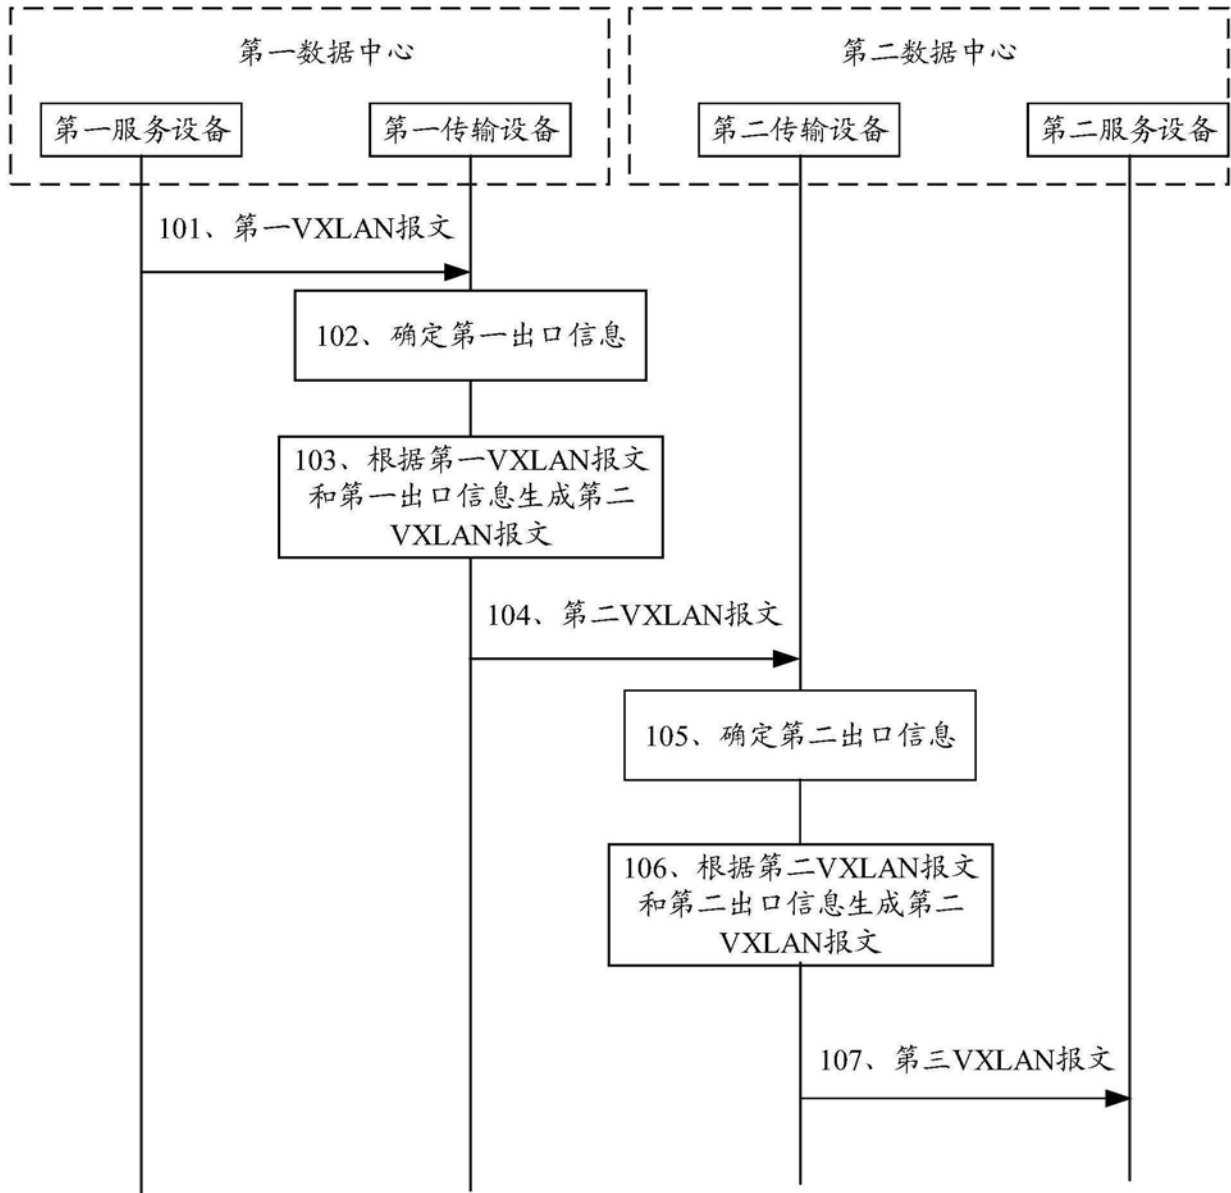 第一数据中心
第二数据中心
第一服务设备
第一传输设备
第二传输设备
第二服务设备
101、第一VXLAN报文
102、确定第一出口信息
103、根据第一VXLAN报文
和第一出口信息生成第二
VXLAN报文
104、第二VXLAN报文
105、确定第二出口信息
106、根据第二VXLAN报文
和第二出口信息生成第二
VXLAN报文
107、第三VXLAN报文